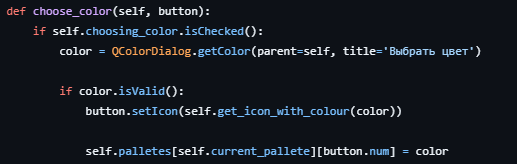 def choose_color(self, button):
    if self.choosing_color.isChecked():
        color = QColorDialog.getColor(parent=self, title='Выбрать цвет')
        if color.isValid():
            button.setIcon(self.get_icon_with_colour(color))
            self.palletes[self.current_pallete][button.num] = color